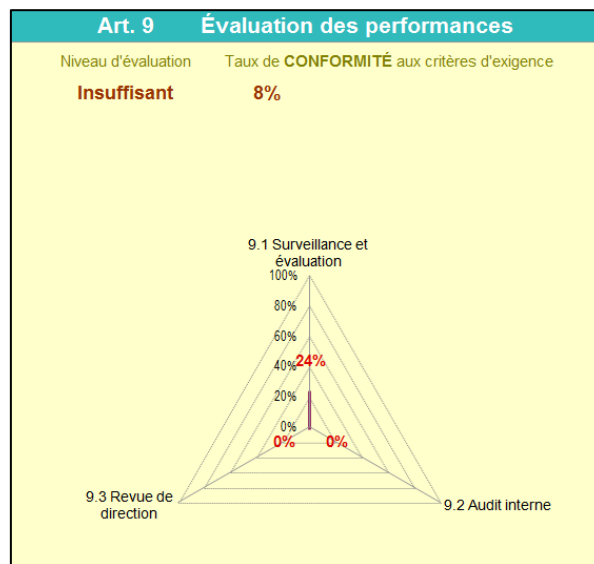 Art. 9 Évaluation des performances
Niveau d'évaluation Taux de CONFORMITÉ aux critères d'exigence
Insuffisant 8%
9.1 Surveillance et
évaluation
100%
80%
60%
24%
40%
20%
0%
0% 0%
9.3 Revue de
direction
9.2 Audit interne